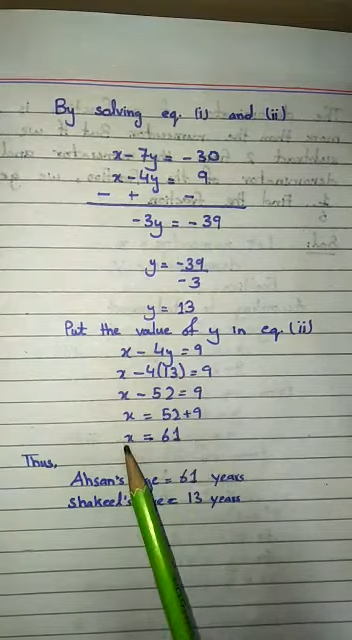 By solving eq. (i) and (ii)
x - 7y = - 30
x - 4y = 9
- + -
-3y = - 39
y = -39
-3
y = 13
Put the value of y in eq. (ii)
x - 4y = 9
x - 4(13) = 9
x - 52 = 9
x = 52 + 9
x = 61
Thus,
Ahsan's = 61 years
Shakeel's = 13 years